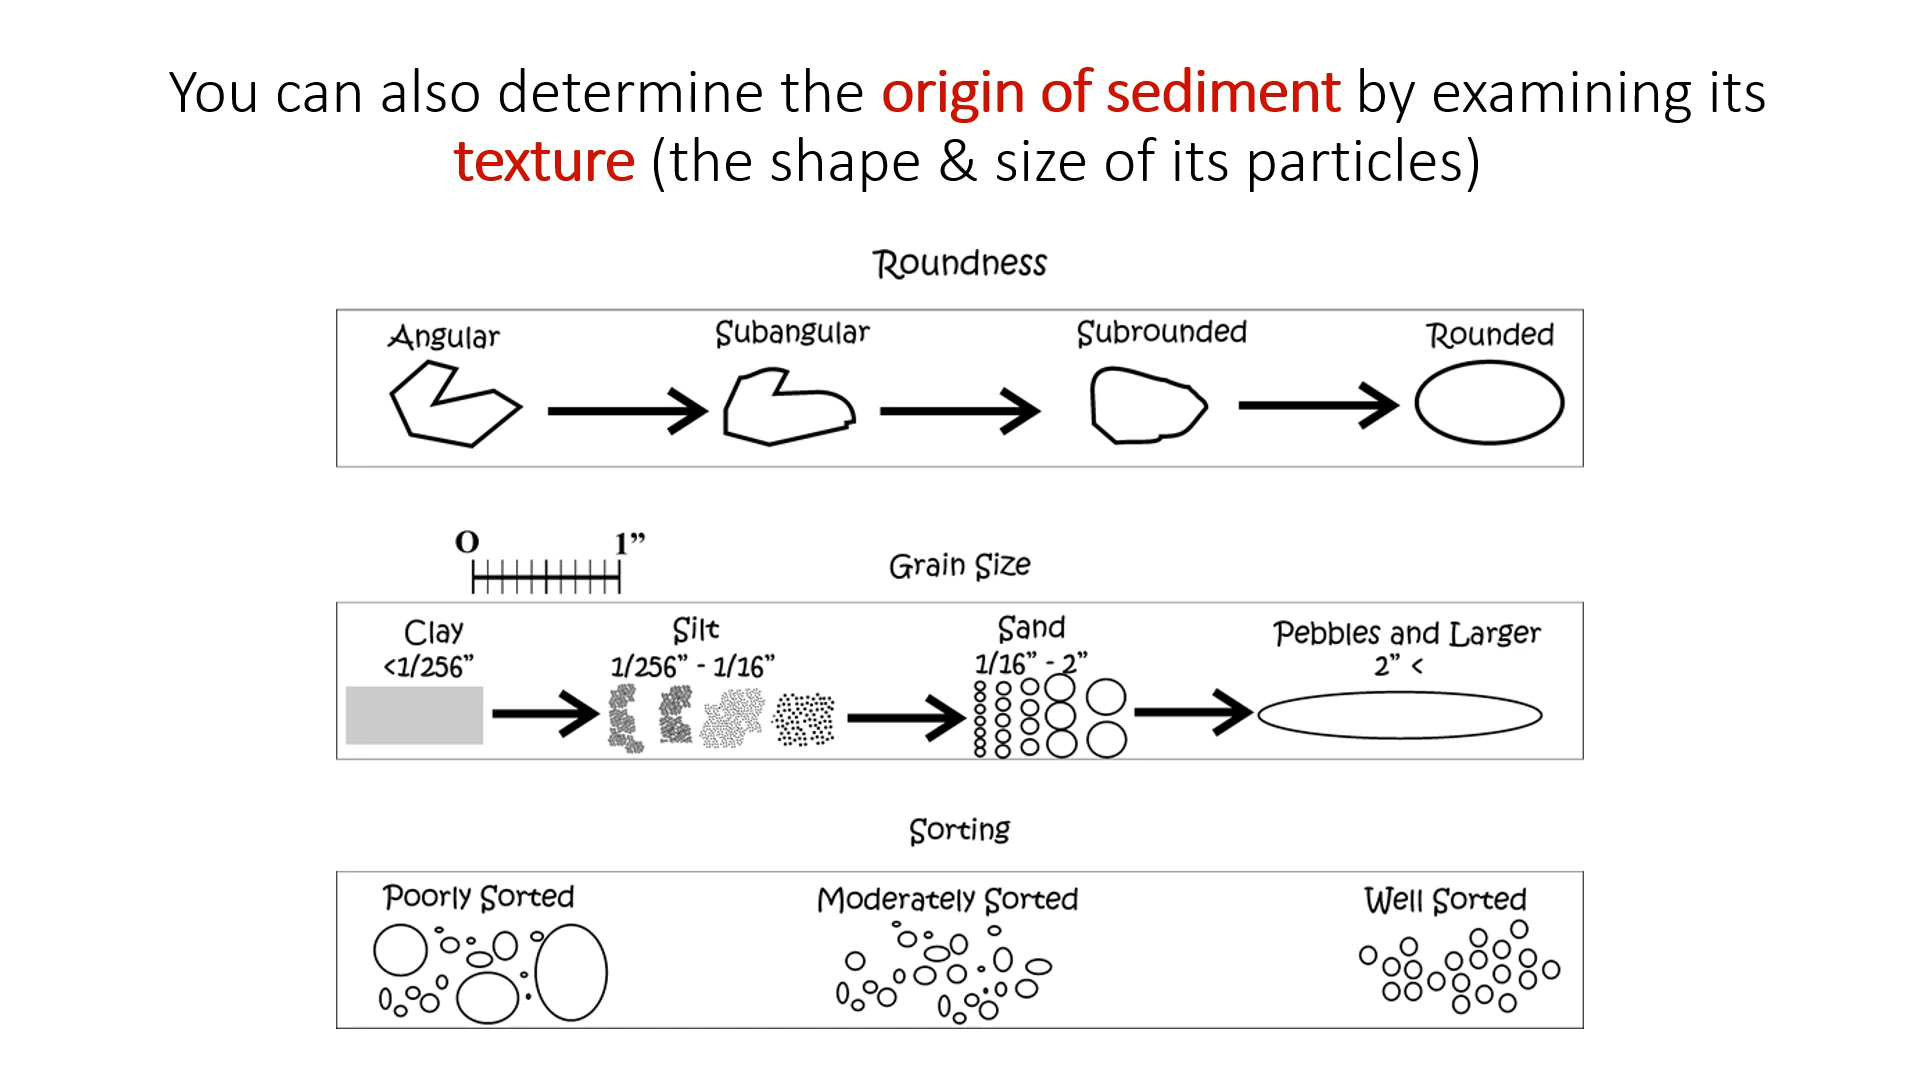 You can also determine the origin of sediment by examining its
texture (the shape & size of its particles)
Roundness
Angular
Subangular
Subrounded
Rounded
O 1”
Grain Size
Clay
<1/256”
Silt
1/256” - 1/16”
Sand
1/16” - 2”
Pebbles and Larger
2” <
Sorting
Poorly Sorted
Moderately Sorted
Well Sorted